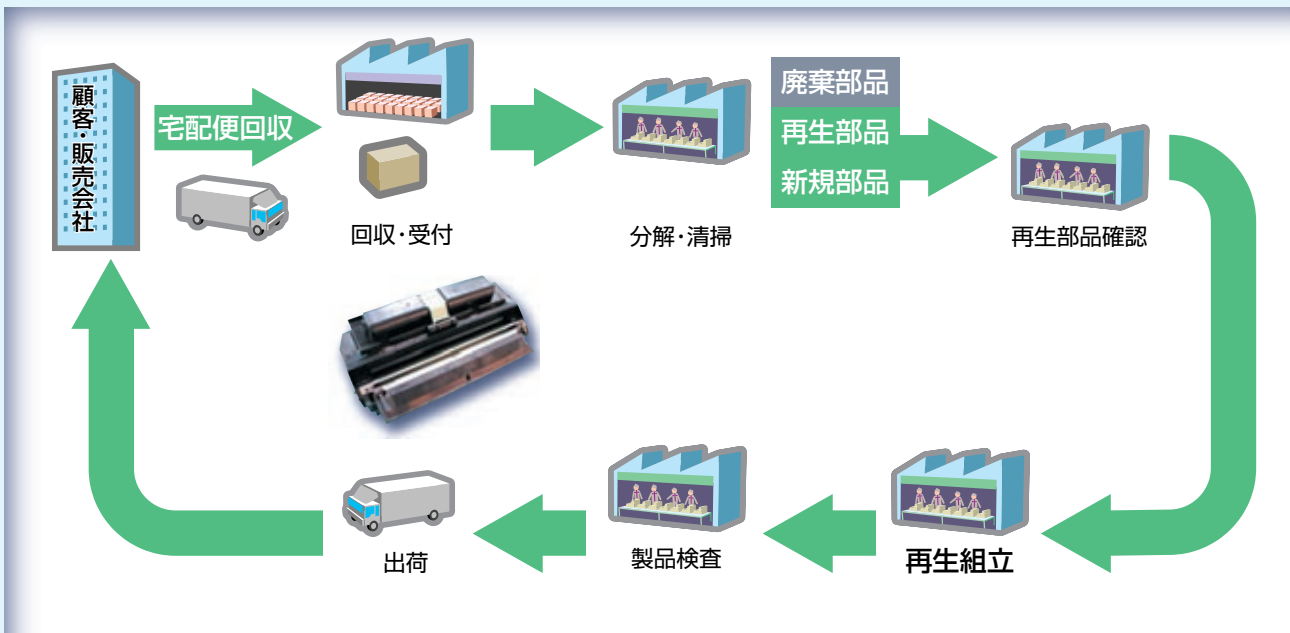 顧客・販売会社
宅配便回収
回収・受付
分解・清掃
廃棄部品
再生部品
新規部品
再生部品確認
再生組立
製品検査
出荷